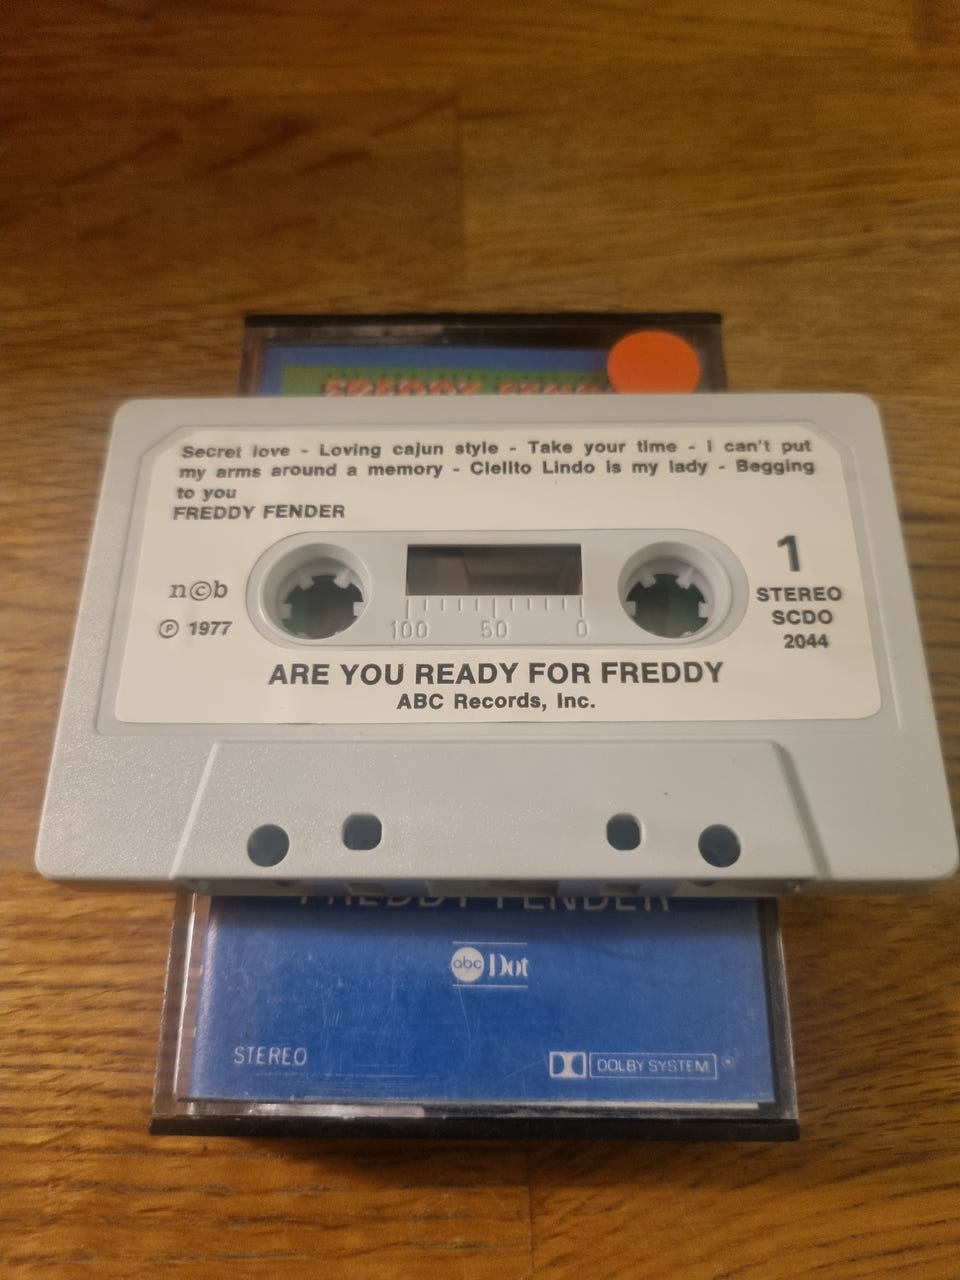 Secret love - Loving cajun style - Take your time - I can't put
my arms around a memory - Cielito Lindo is my lady - Begging
to you
FREDDY FENDER
1
n©b
STEREO
℗ 1977
SCDO
2044
100 50 0
ARE YOU READY FOR FREDDY
ABC Records, Inc.
FREDDY FENDER
abc Dot
STEREO
DOLBY SYSTEM